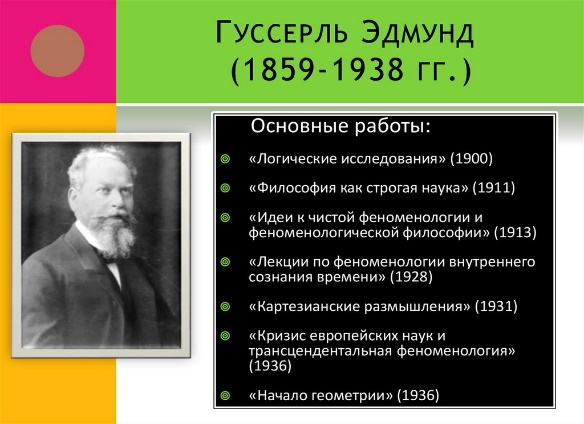 Гуссерль Эдмунд
(1859-1938 гг.)
Основные работы:
«Логические исследования» (1900)
«Философия как строгая наука» (1911)
«Идеи к чистой феноменологии и
феноменологической философии» (1913)
«Лекции по феноменологии внутреннего
сознания времени» (1928)
«Картезианские размышления» (1931)
«Кризис европейских наук и
трансцендентальная феноменология»
(1936)
«Начало геометрии» (1936)